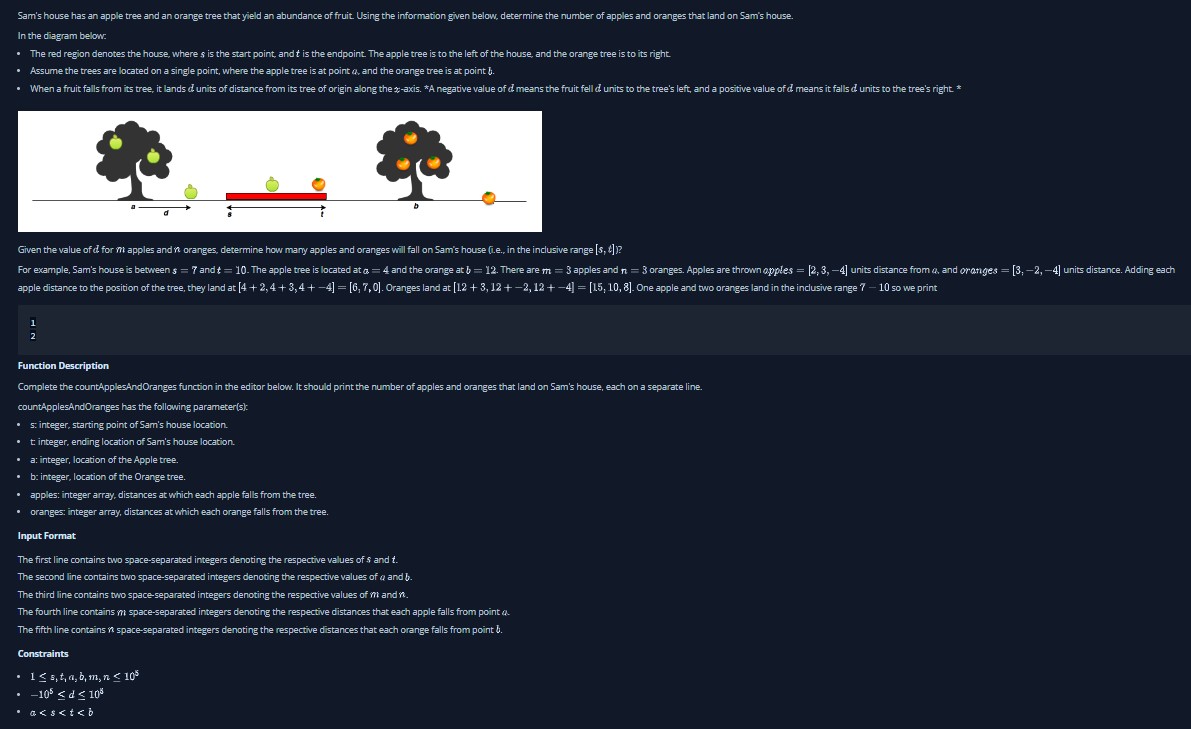 Sam's house has an apple tree and an orange tree that yield an abundance of fruit. Using the information given below, determine the number of apples and oranges that land on Sam's house.
In the diagram below:
• The red region denotes the house, where s is the start point, and t is the endpoint. The apple tree is to the left of the house, and the orange tree is to its right.
• Assume the trees are located on a single point, where the apple tree is at point a, and the orange tree is at point b.
• When a fruit falls from its tree, it lands d units of distance from its tree of origin along the x-axis. *A negative value of d means the fruit fell d units to the tree's left, and a positive value of d means it falls d units to the tree's right. *
a d s t b
Given the value of d for m apples and n oranges, determine how many apples and oranges will fall on Sam's house (i.e., in the inclusive range [s, t])?
For example, Sam's house is between s = 7 and t = 10. The apple tree is located at a = 4 and the orange at b = 12. There are m = 3 apples and n = 3 oranges. Apples are thrown apples = [2, 3, −4] units distance from a, and oranges = [3, −2, −4] units distance. Adding each
apple distance to the position of the tree, they land at [4 + 2, 4 + 3, 4 + −4] = [6, 7, 0]. Oranges land at [12 + 3, 12 + −2, 12 + −4] = [15, 10, 8]. One apple and two oranges land in the inclusive range 7 − 10 so we print
1
2
Function Description
Complete the countApplesAndOranges function in the editor below. It should print the number of apples and oranges that land on Sam's house, each on a separate line.
countApplesAndOranges has the following parameter(s):
• s: integer, starting point of Sam's house location.
• t: integer, ending location of Sam's house location.
• a: integer, location of the Apple tree.
• b: integer, location of the Orange tree.
• apples: integer array, distances at which each apple falls from the tree.
• oranges: integer array, distances at which each orange falls from the tree.
Input Format
The first line contains two space-separated integers denoting the respective values of s and t.
The second line contains two space-separated integers denoting the respective values of a and b.
The third line contains two space-separated integers denoting the respective values of m and n.
The fourth line contains m space-separated integers denoting the respective distances that each apple falls from point a.
The fifth line contains n space-separated integers denoting the respective distances that each orange falls from point b.
Constraints
• 1 ≤ s, t, a, b, m, n ≤ 10⁵
• −10⁵ ≤ d ≤ 10⁵
• a < s < t < b